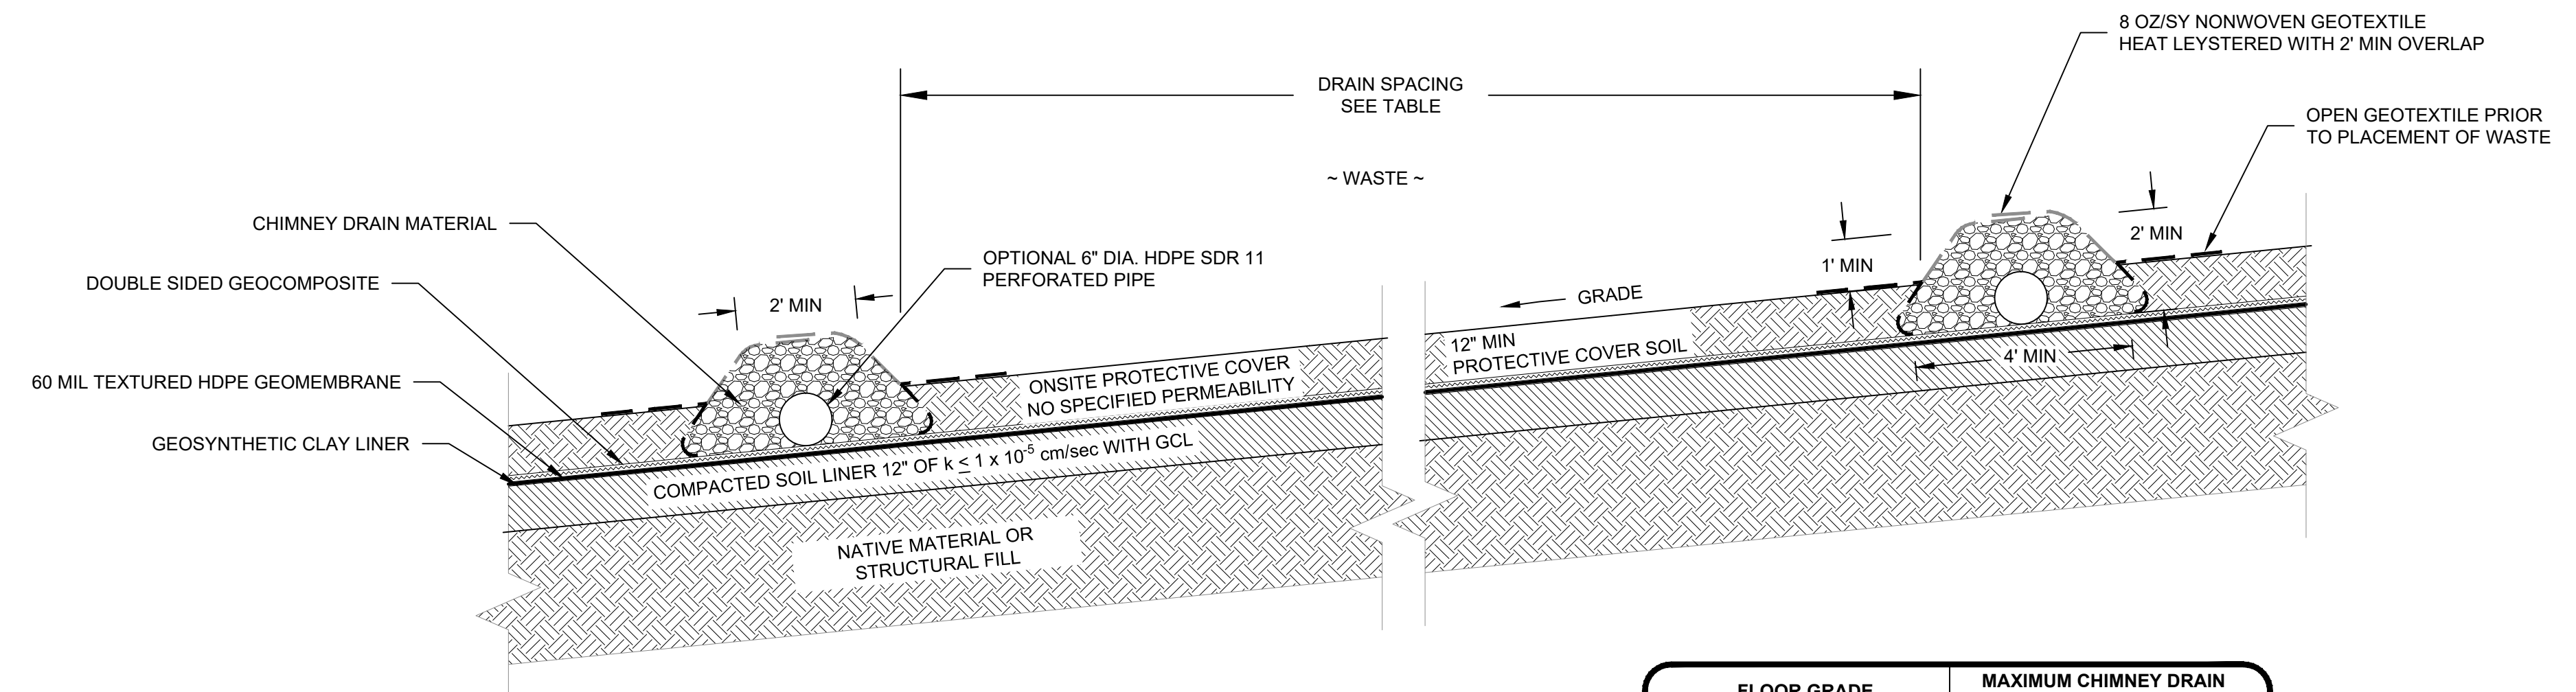 8 OZ/SY NONWOVEN GEOTEXTILE
HEAT LEYSTERED WITH 2' MIN OVERLAP
DRAIN SPACING
SEE TABLE
OPEN GEOTEXTILE PRIOR
TO PLACEMENT OF WASTE
~ WASTE ~
CHIMNEY DRAIN MATERIAL
2' MIN
OPTIONAL 6" DIA. HDPE SDR 11
PERFORATED PIPE
1' MIN
DOUBLE SIDED GEOCOMPOSITE
GRADE
2' MIN
12" MIN
PROTECTIVE COVER SOIL
4' MIN
ONSITE PROTECTIVE COVER
NO SPECIFIED PERMEABILITY
60 MIL TEXTURED HDPE GEOMEMBRANE
GEOSYNTHETIC CLAY LINER
COMPACTED SOIL LINER 12" OF k ≤ 1 x 10⁻⁵ cm/sec WITH GCL
NATIVE MATERIAL OR
STRUCTURAL FILL
FLOOR GRADE
MAXIMUM CHIMNEY DRAIN